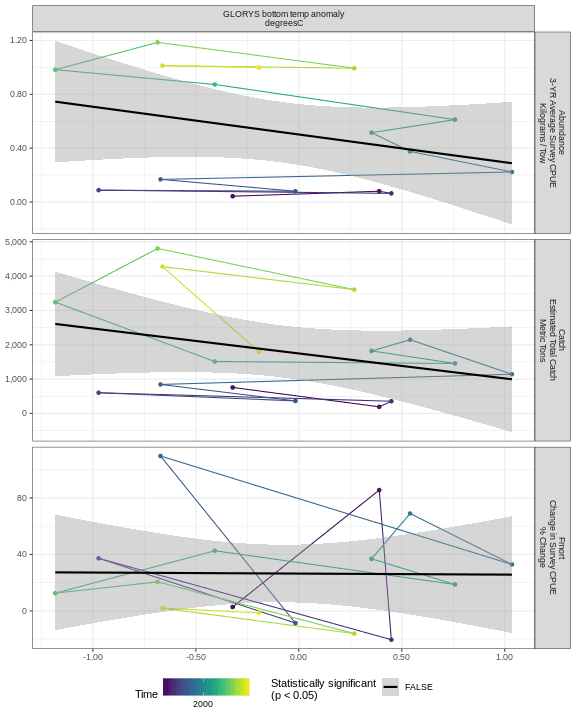 GLORYS bottom temp anomaly
degreesC
1.20
0.80
0.40
0.00
Abundance
3-YR Average Survey CPUE
Kilograms / Tow
5,000
4,000
3,000
2,000
1,000
0
Catch
Estimated Total Catch
Metric Tons
80
40
0
Fmort
Change in Survey CPUE
% Change
-1.00
-0.50
0.00
0.50
1.00
Time
2000
Statistically significant
(p < 0.05)
FALSE